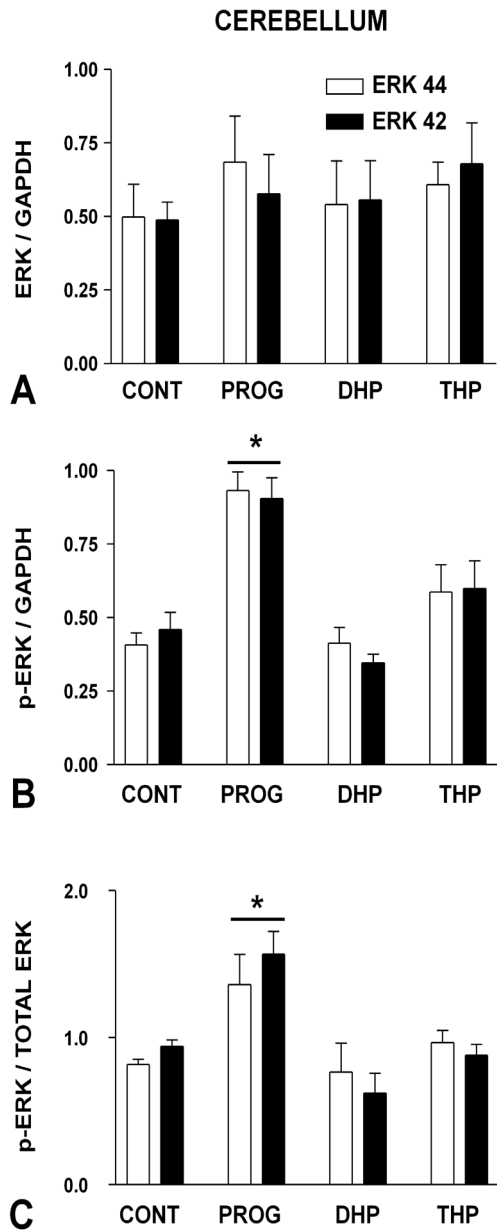 CEREBELLUM
ERK / GAPDH
1.00
0.75
0.50
0.25
0.00
ERK 44
ERK 42
CONT PROG DHP THP
A
p-ERK / GAPDH
1.00
0.75
0.50
0.25
0.00
*
CONT PROG DHP THP
B
p-ERK / TOTAL ERK
2.0
1.0
0.0
*
CONT PROG DHP THP
C